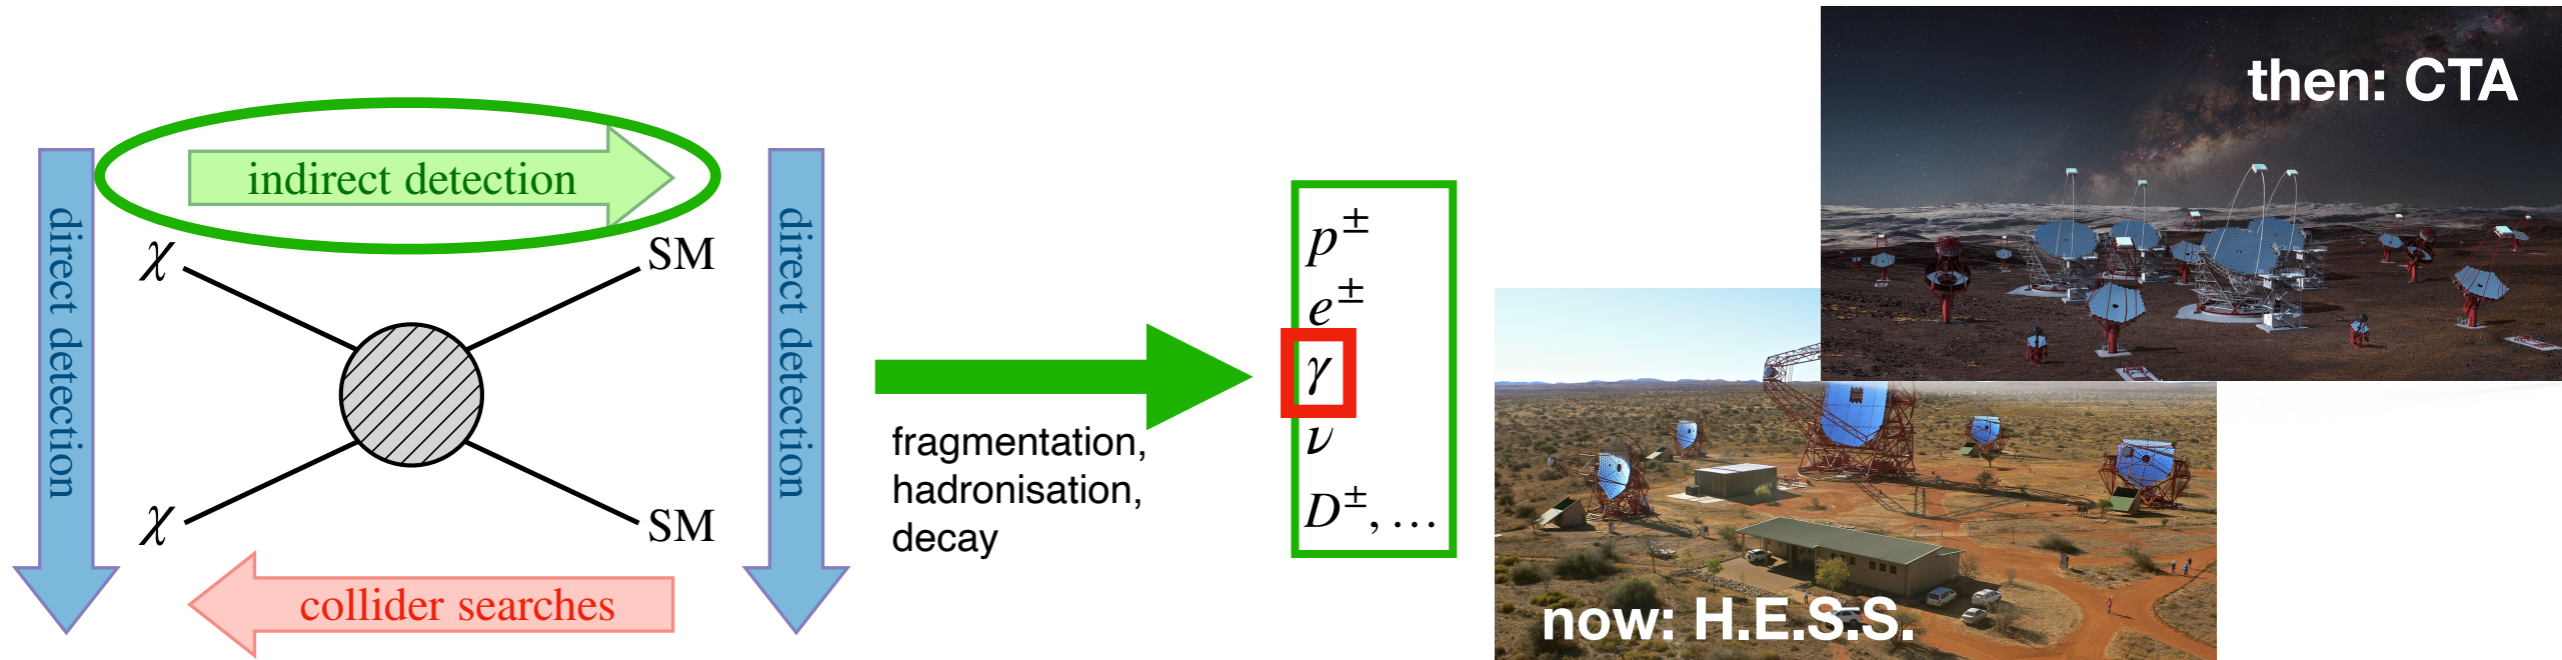 indirect detection
direct detection
direct detection
χ
SM
χ
SM
collider searches
fragmentation,
hadronisation,
decay
p±
e±
γ
ν
D±, …
then: CTA
now: H.E.S.S.